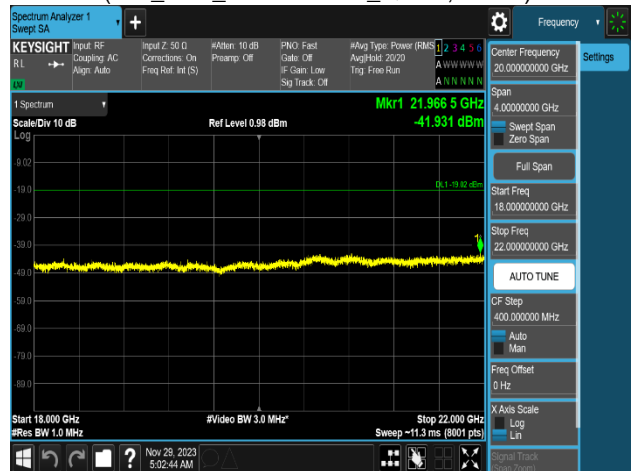 Spectrum Analyzer 1
Swept SA
Frequency
KEYSIGHT
RL
LV
Input: RF
Coupling: AC
Align: Auto
Input Z: 50 Ω
Corrections: On
Freq Ref: Int (S)
#Atten: 10 dB
Preamp: Off
PNO: Fast
Gate: Off
IF Gain: Low
Sig Track: Off
#Avg Type: Power (RMS
Avg|Hold: 20/20
Trig: Free Run
1 2 3 4 5 6
A W W W W W
A N N N N N
Center Frequency
20.000000000 GHz
Settings
Span
4.00000000 GHz
Swept Span
Zero Span
Full Span
Start Freq
18.000000000 GHz
Stop Freq
22.000000000 GHz
AUTO TUNE
CF Step
400.000000 MHz
Auto
Man
Freq Offset
0 Hz
X Axis Scale
Log
Lin
Signal Track
(Span Zoom)
1 Spectrum
Scale/Div 10 dB
Ref Level 0.98 dBm
Mkr1 21.966 5 GHz
-41.931 dBm
Log
-9.02
-19.0
DL1 -19.02 dBm
-29.0
-39.0
1
-49.0
-59.0
-69.0
-79.0
-89.0
Start 18.000 GHz
#Video BW 3.0 MHz*
Stop 22.000 GHz
#Res BW 1.0 MHz
Sweep ~11.3 ms (8001 pts)
?
Nov 29, 2023
5:02:44 AM